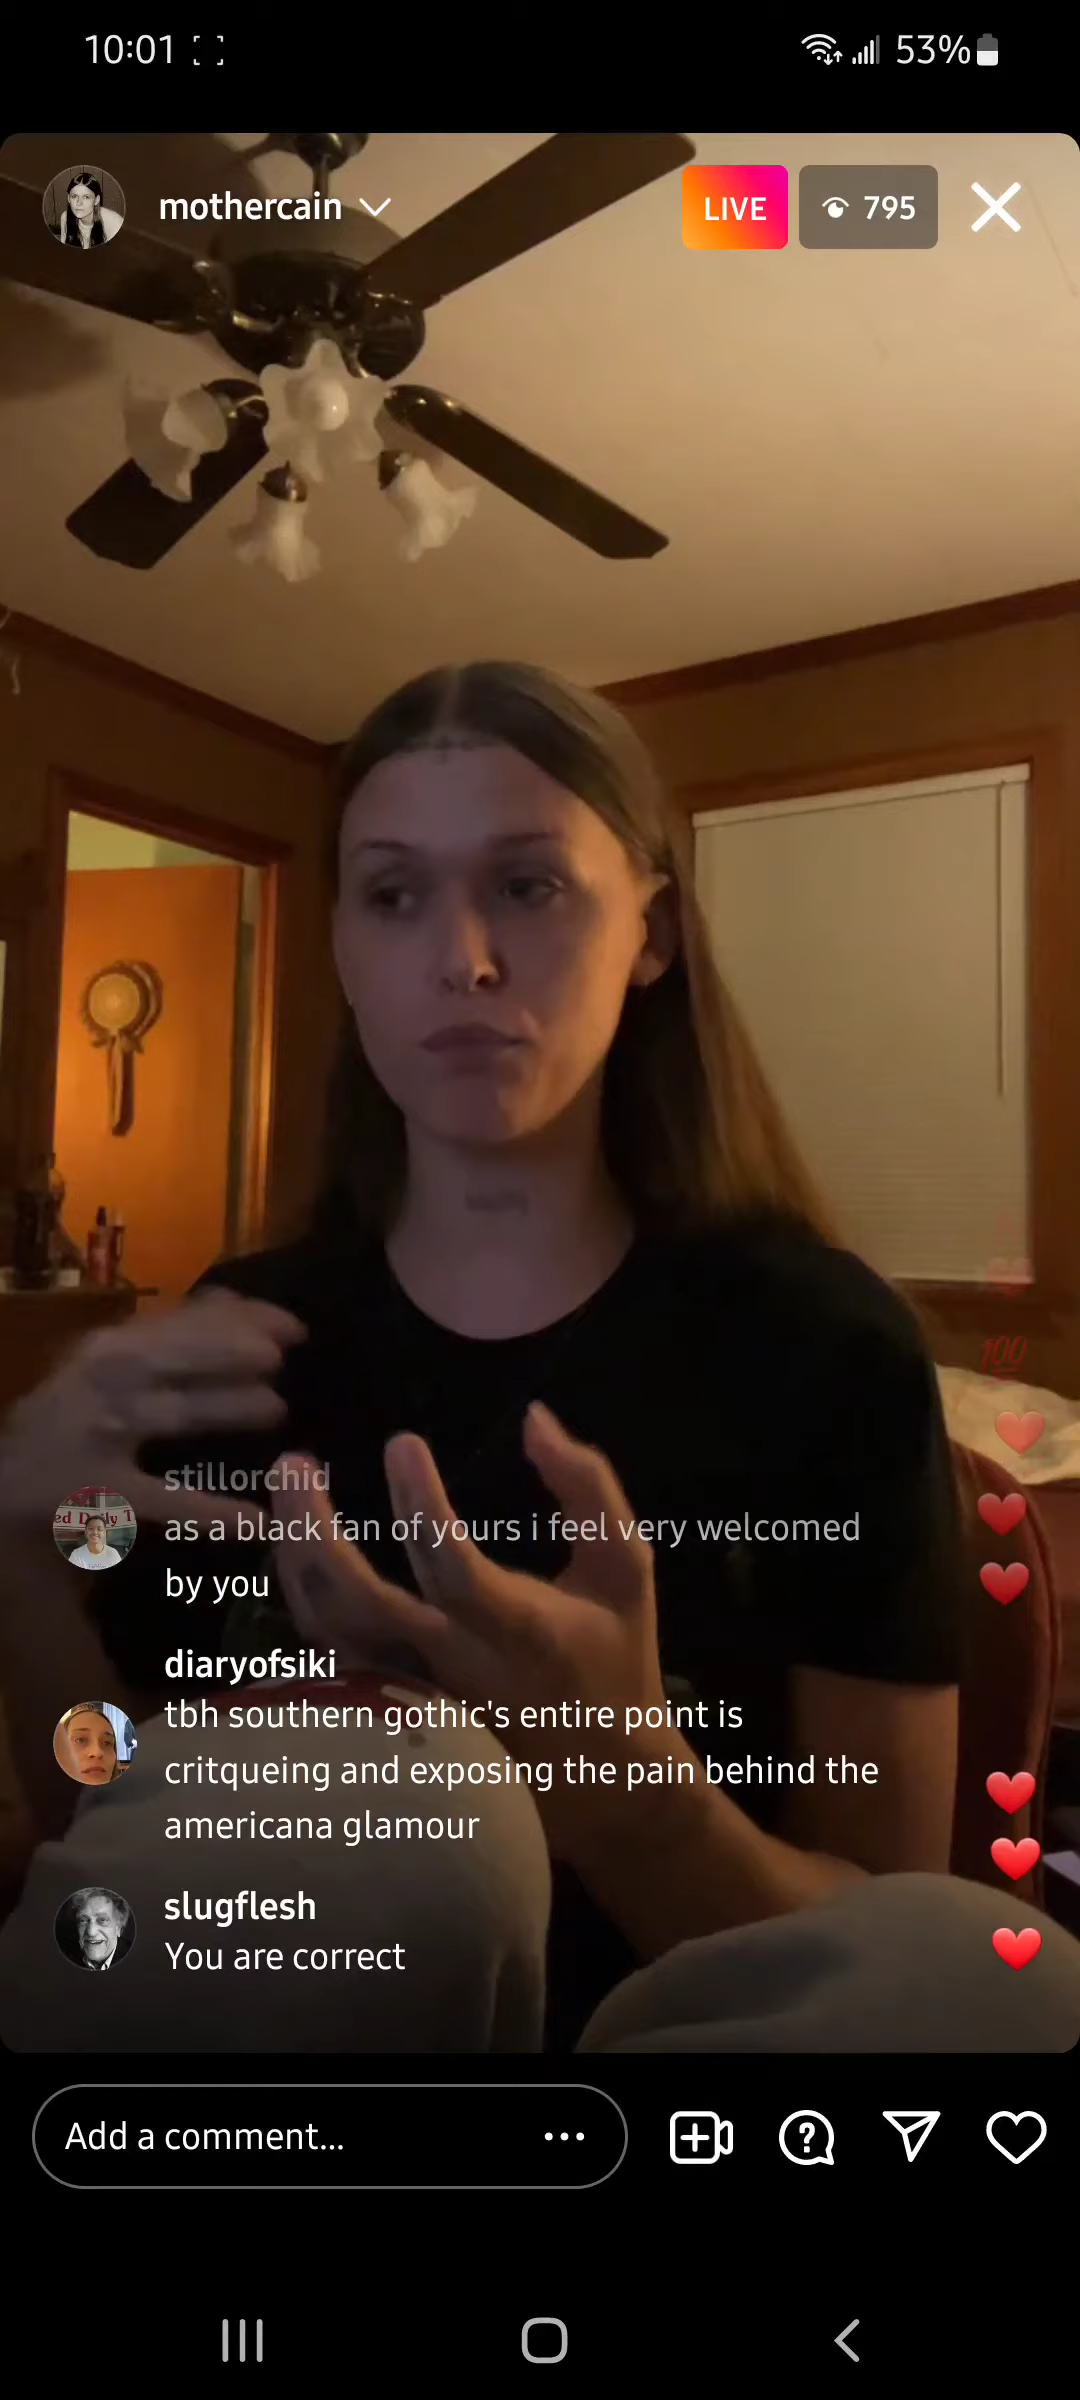 10:01
53%
mothercain
LIVE
795
💯
stillorchid
as a black fan of yours i feel very welcomed
by you
diaryofsiki
tbh southern gothic's entire point is
critqueing and exposing the pain behind the
americana glamour
slugflesh
You are correct
Add a comment...